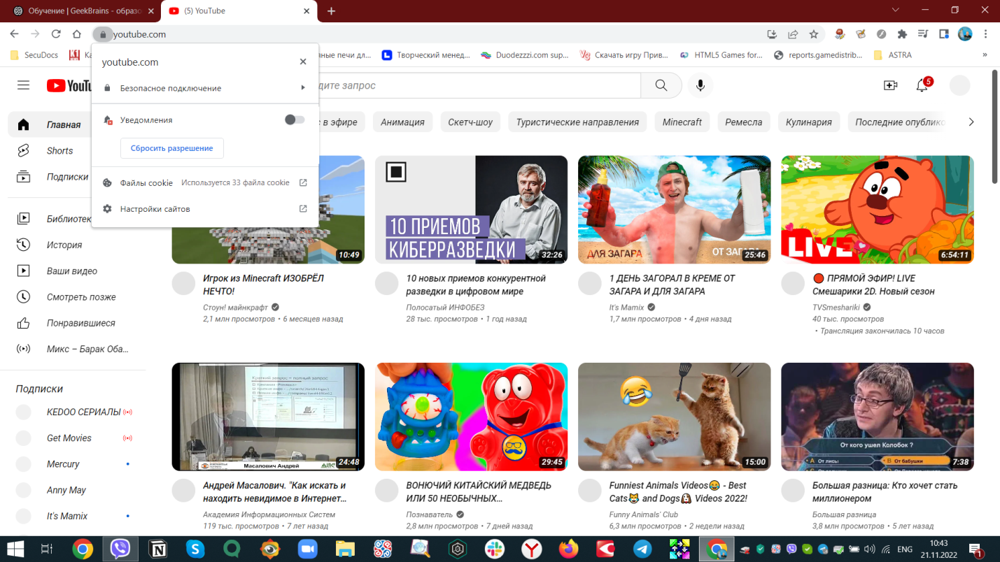 Обучение | GeekBrains - образо
(5) YouTube
youtube.com
SecuDocs
Ка
яные печи дл...
Творческий менед...
Duodezzzi.com sup...
Скачать игру Прив...
HTML5 Games for...
reports.gamedistrib...
ASTRA
»
youtube.com
Безопасное подключение
Уведомления
Сбросить разрешение
Файлы cookie Используется 33 файла cookie
Настройки сайтов
YouTu
дите запрос
5
Главная
Shorts
Подписки
Библиотек
История
Ваши видео
Смотреть позже
Понравившиеся
Микс – Барак Оба...
Подписки
KEDOO СЕРИАЛЫ
Get Movies
Mercury
Anny May
It's Mamix
с в эфире
Анимация
Скетч-шоу
Туристические направления
Minecraft
Ремесла
Кулинария
Последние опублико
10:49
Игрок из Minecraft ИЗОБРЁЛ
НЕЧТО!
Стоун! майнкрафт
2,1 млн просмотров • 6 месяцев назад
10 ПРИЕМОВ
КИБЕРРАЗВЕДКИ
32:26
10 новых приемов конкурентной
разведки в цифровом мире
Полосатый ИНФОБЕЗ
28 тыс. просмотров • 1 год назад
ДЛЯ ЗАГАРА
ОТ ЗАГАРА
25:46
1 ДЕНЬ ЗАГОРАЛ В КРЕМЕ ОТ
ЗАГАРА И ДЛЯ ЗАГАРА
It's Mamix
1,7 млн просмотров • 4 дня назад
LIVE
6:54:11
ПРЯМОЙ ЭФИР! LIVE
Смешарики 2D. Новый сезон
TVSmeshariki
40 тыс. просмотров
• Трансляция закончилась 10 часов
Краткий запрос – полный запрос
Масалович Андрей
24:48
Андрей Масалович. "Как искать и
находить невидимое в Интернет...
Академия Информационных Систем
119 тыс. просмотров • 7 лет назад
29:45
ВОНЮЧИЙ КИТАЙСКИЙ МЕДВЕДЬ
ИЛИ 50 НЕОБЫЧНЫХ...
Познаватель
2,8 млн просмотров • 7 дней назад
15:00
Funniest Animals Videos😂 - Best
Cats😹 and Dogs🐶 Videos 2022!
Funny Animals' Club
6,3 млн просмотров • 2 недели назад
От кого ушел Колобок ?
A От лисы
B От бабушки
7:38
Большая разница: Кто хочет стать
миллионером
Большая разница
3,8 млн просмотров • 5 лет назад
ENG
10:43
21.11.2022
1